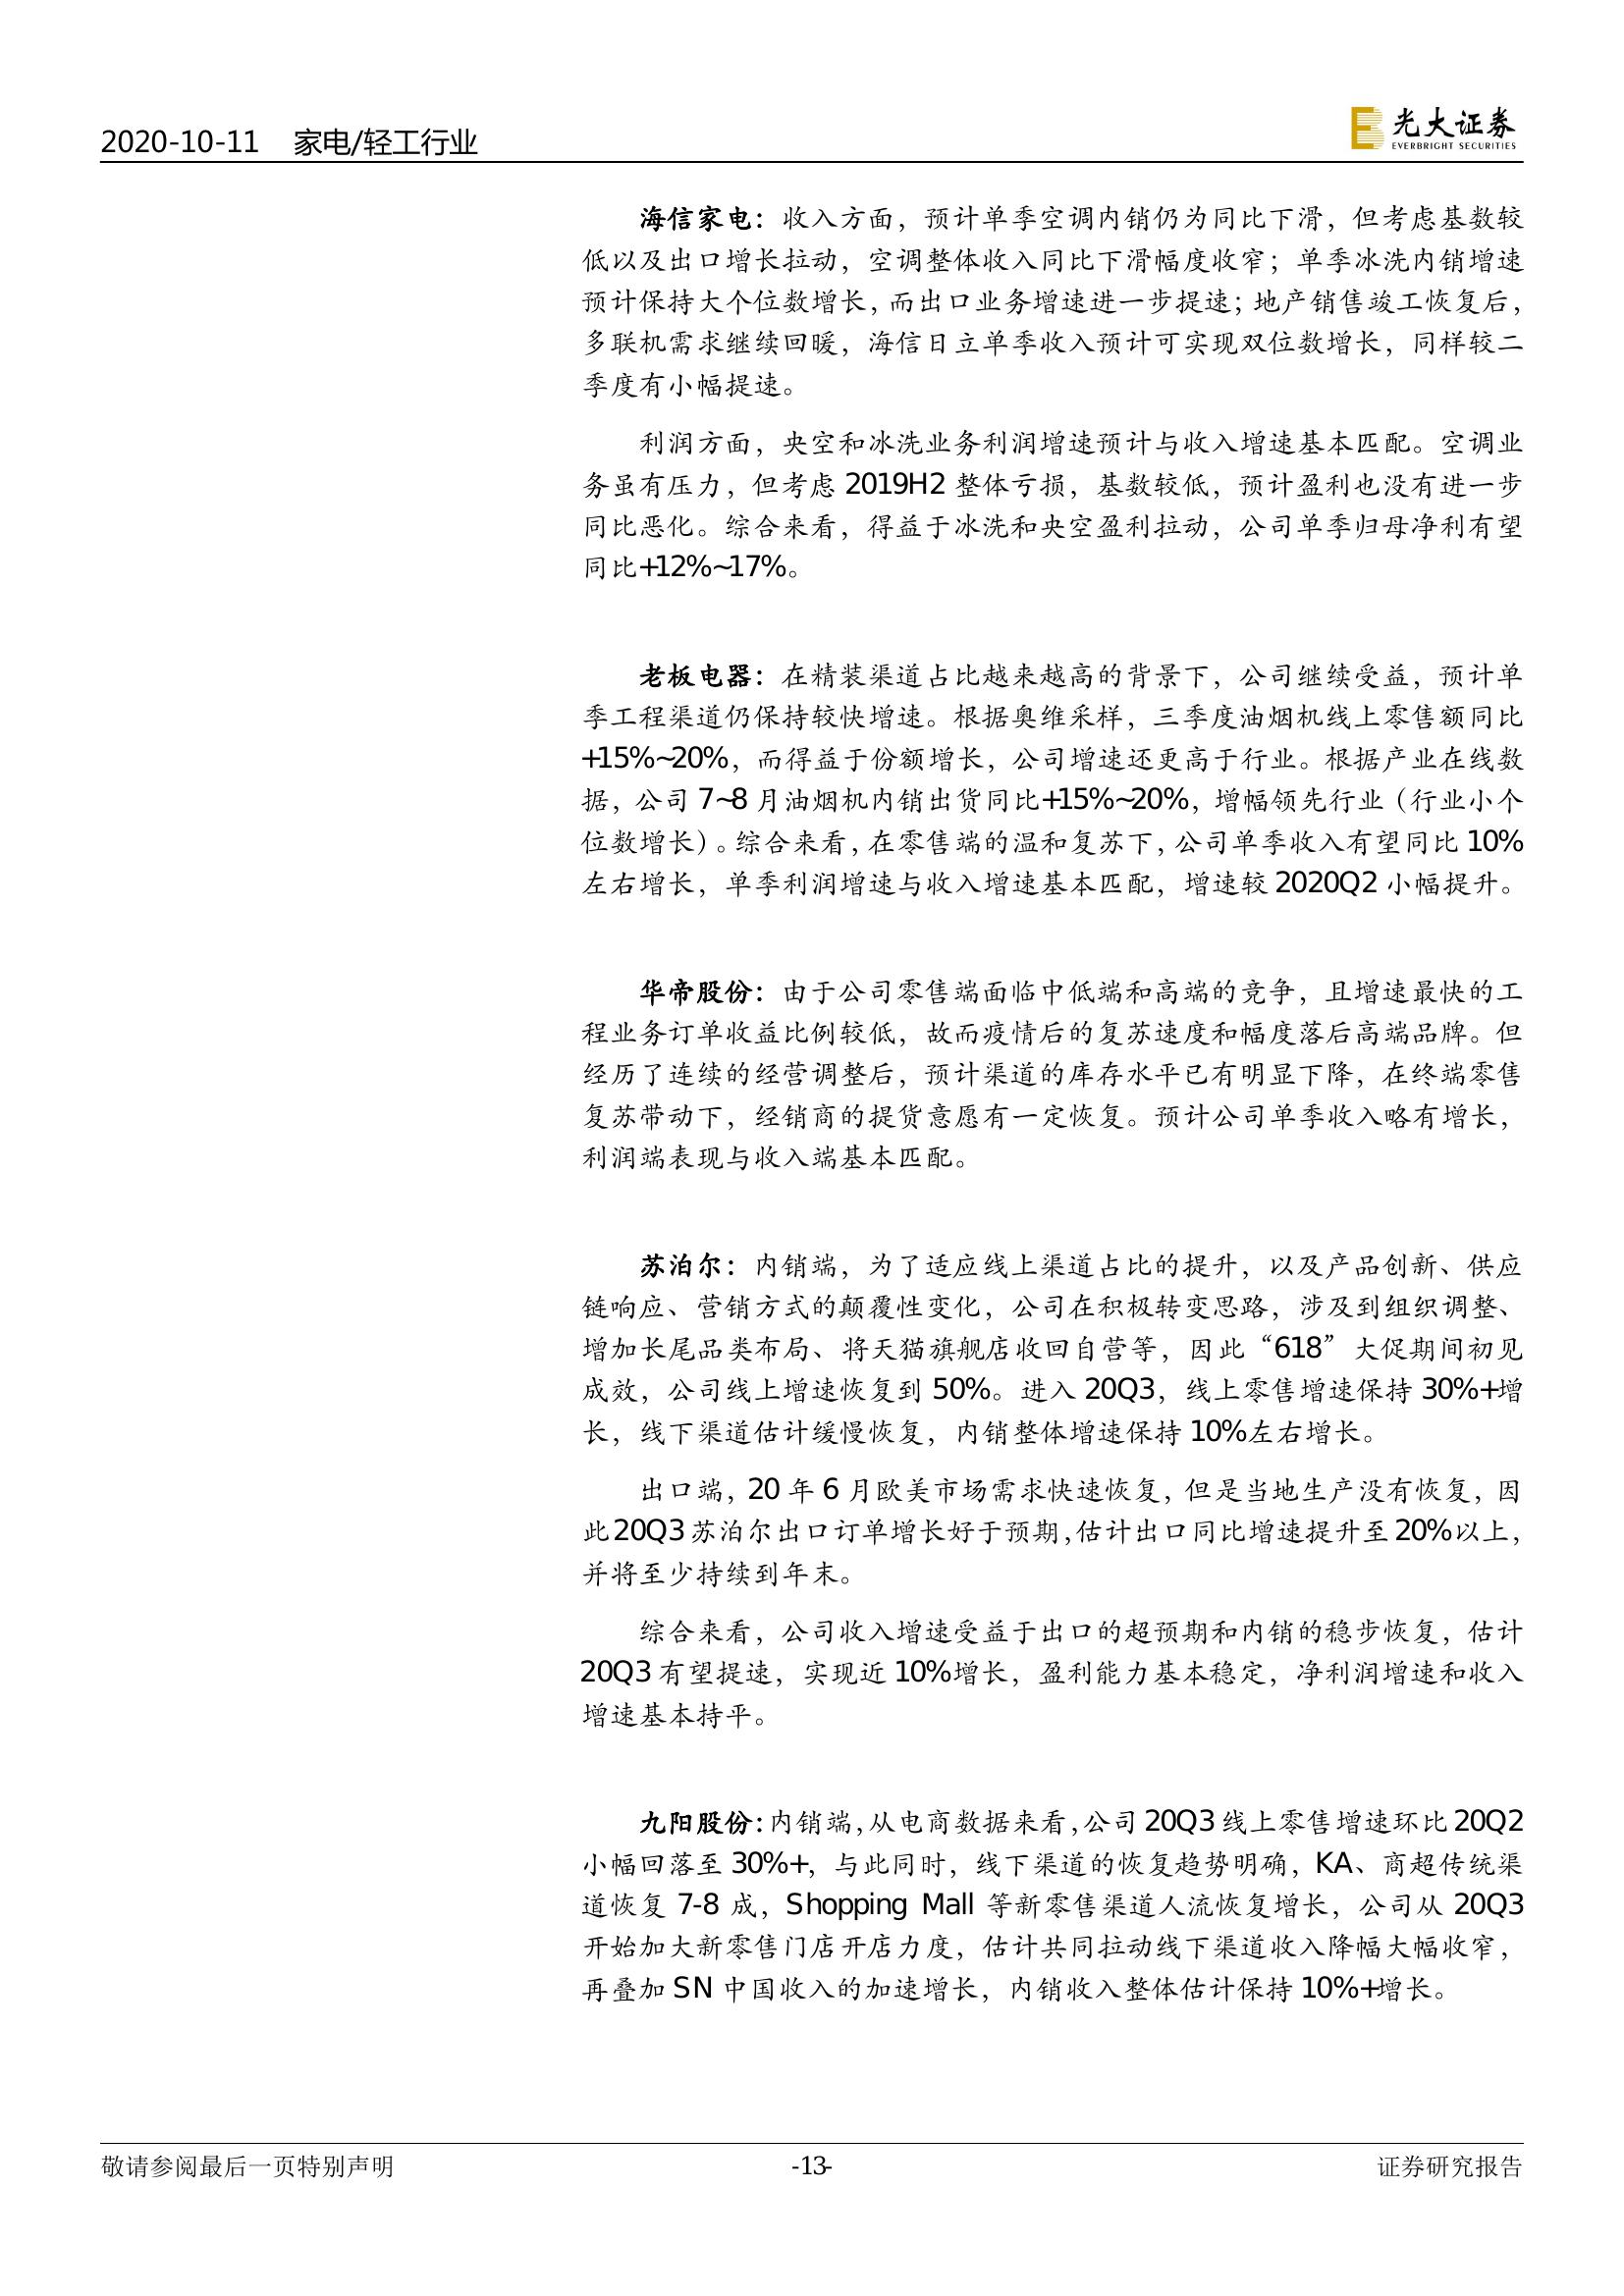 2020-10-11 家电/轻工行业
光大证券
EVERBRIGHT SECURITIES
海信家电：收入方面，预计单季空调内销仍为同比下滑，但考虑基数较
低以及出口增长拉动，空调整体收入同比下滑幅度收窄；单季冰洗内销增速
预计保持大个位数增长，而出口业务增速进一步提速；地产销售竣工恢复后，
多联机需求继续回暖，海信日立单季收入预计可实现双位数增长，同样较二
季度有小幅提速。
利润方面，央空和冰洗业务利润增速预计与收入增速基本匹配。空调业
务虽有压力，但考虑 2019H2 整体亏损，基数较低，预计盈利也没有进一步
同比恶化。综合来看，得益于冰洗和央空盈利拉动，公司单季归母净利有望
同比+12%~17%。
老板电器：在精装渠道占比越来越高的背景下，公司继续受益，预计单
季工程渠道仍保持较快增速。根据奥维采样，三季度油烟机线上零售额同比
+15%~20%，而得益于份额增长，公司增速还更高于行业。根据产业在线数
据，公司 7~8 月油烟机内销出货同比+15%~20%，增幅领先行业（行业小个
位数增长）。综合来看，在零售端的温和复苏下，公司单季收入有望同比 10%
左右增长，单季利润增速与收入增速基本匹配，增速较 2020Q2 小幅提升。
华帝股份：由于公司零售端面临中低端和高端的竞争，且增速最快的工
程业务订单收益比例较低，故而疫情后的复苏速度和幅度落后高端品牌。但
经历了连续的经营调整后，预计渠道的库存水平已有明显下降，在终端零售
复苏带动下，经销商的提货意愿有一定恢复。预计公司单季收入略有增长，
利润端表现与收入端基本匹配。
苏泊尔：内销端，为了适应线上渠道占比的提升，以及产品创新、供应
链响应、营销方式的颠覆性变化，公司在积极转变思路，涉及到组织调整、
增加长尾品类布局、将天猫旗舰店收回自营等，因此“618”大促期间初见
成效，公司线上增速恢复到 50%。进入 20Q3，线上零售增速保持 30%+增
长，线下渠道估计缓慢恢复，内销整体增速保持 10%左右增长。
出口端，20 年 6 月欧美市场需求快速恢复，但是当地生产没有恢复，因
此 20Q3 苏泊尔出口订单增长好于预期，估计出口同比增速提升至 20%以上，
并将至少持续到年末。
综合来看，公司收入增速受益于出口的超预期和内销的稳步恢复，估计
20Q3 有望提速，实现近 10%增长，盈利能力基本稳定，净利润增速和收入
增速基本持平。
九阳股份：内销端，从电商数据来看，公司 20Q3 线上零售增速环比 20Q2
小幅回落至 30%+，与此同时，线下渠道的恢复趋势明确，KA、商超传统渠
道恢复 7-8 成，Shopping Mall 等新零售渠道人流恢复增长，公司从 20Q3
开始加大新零售门店开店力度，估计共同拉动线下渠道收入降幅大幅收窄，
再叠加 SN 中国收入的加速增长，内销收入整体估计保持 10%+增长。
敬请参阅最后一页特别声明 -13- 证券研究报告